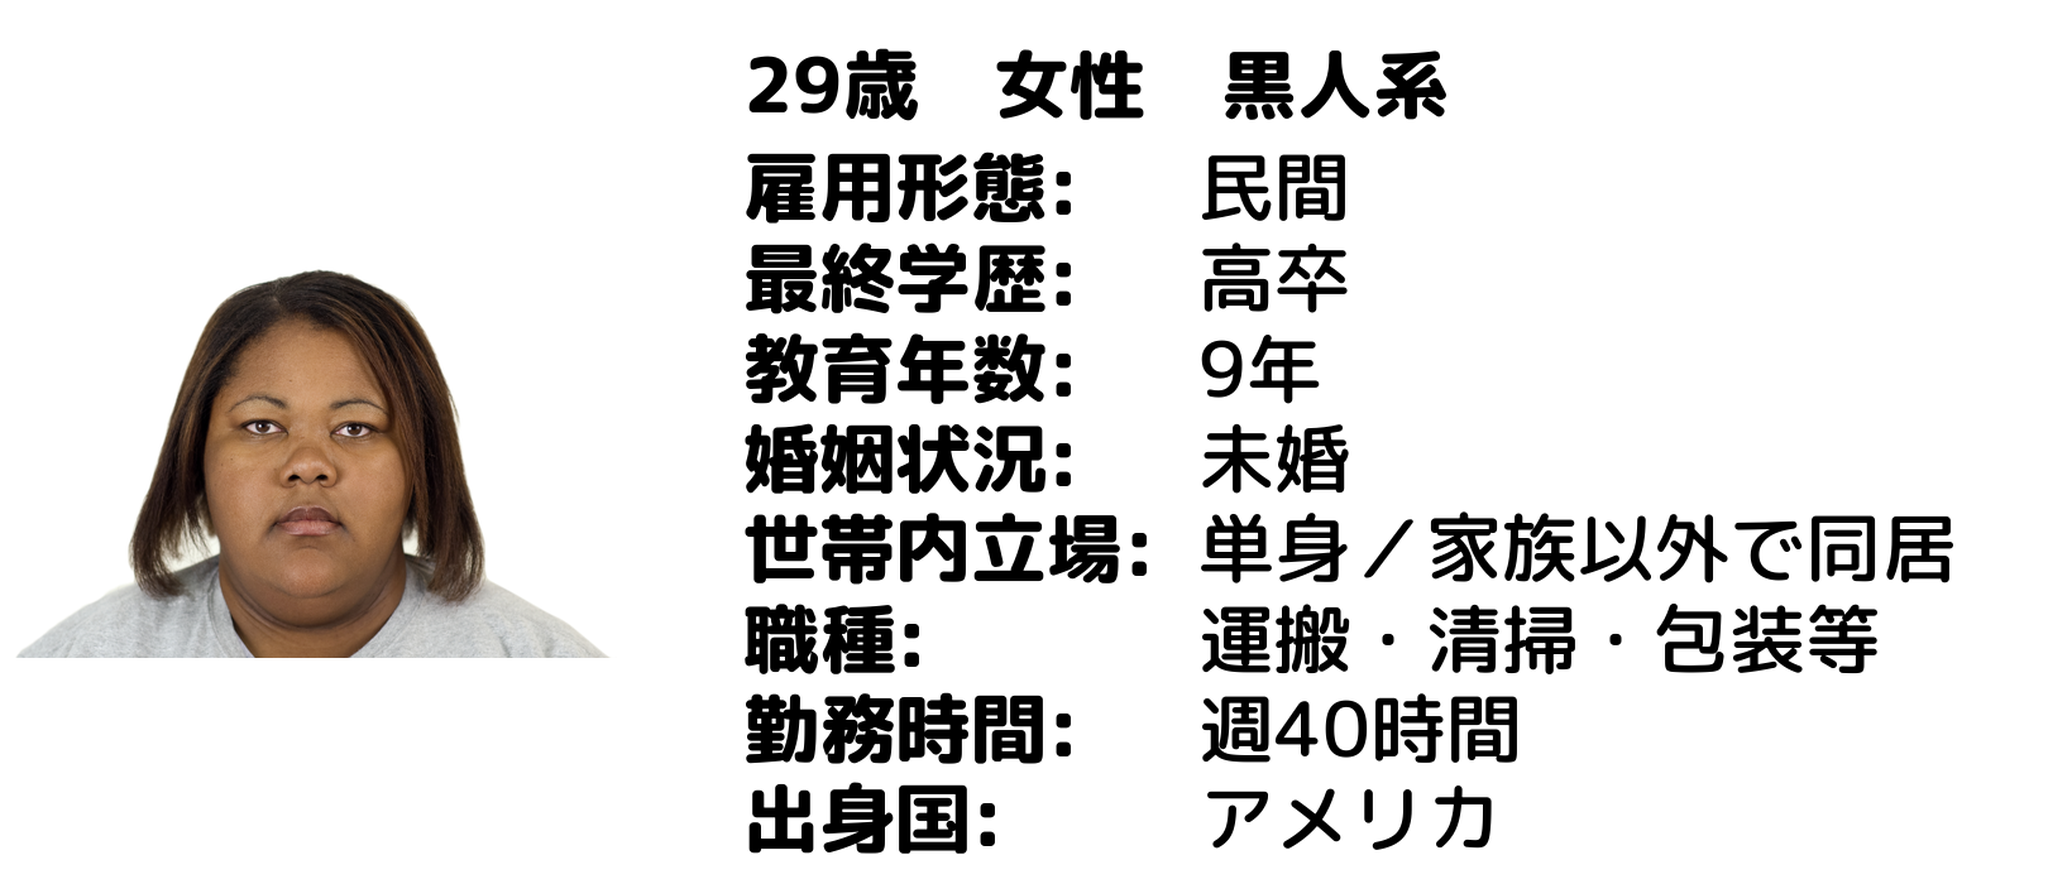 29歳　女性　黒人系
雇用形態: 民間
最終学歴: 高卒
教育年数: 9年
婚姻状況: 未婚
世帯内立場: 単身／家族以外で同居
職種: 運搬・清掃・包装等
勤務時間: 週40時間
出身国: アメリカ